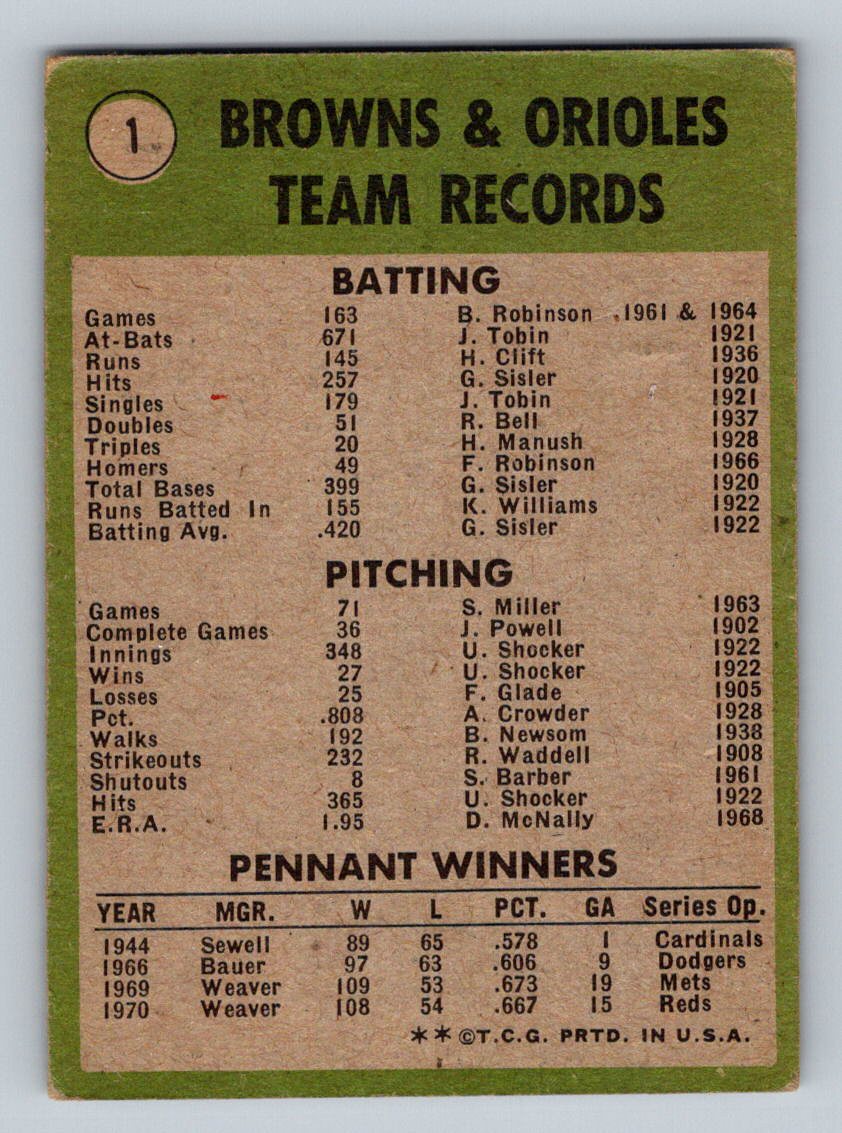 1
BROWNS & ORIOLES
TEAM RECORDS
BATTING
Games 163 B. Robinson .1961 & 1964
At-Bats 671 J. Tobin 1921
Runs 145 H. Clift 1936
Hits 257 G. Sisler 1920
Singles 179 J. Tobin 1921
Doubles 51 R. Bell 1937
Triples 20 H. Manush 1928
Homers 49 F. Robinson 1966
Total Bases 399 G. Sisler 1920
Runs Batted In 155 K. Williams 1922
Batting Avg. .420 G. Sisler 1922
PITCHING
Games 71 S. Miller 1963
Complete Games 36 J. Powell 1902
Innings 348 U. Shocker 1922
Wins 27 U. Shocker 1922
Losses 25 F. Glade 1905
Pct. .808 A. Crowder 1928
Walks 192 B. Newsom 1938
Strikeouts 232 R. Waddell 1908
Shutouts 8 S. Barber 1961
Hits 365 U. Shocker 1922
E.R.A. 1.95 D. McNally 1968
PENNANT WINNERS
YEAR MGR. W L PCT. GA Series Op.
1944 Sewell 89 65 .578 1 Cardinals
1966 Bauer 97 63 .606 9 Dodgers
1969 Weaver 109 53 .673 19 Mets
1970 Weaver 108 54 .667 15 Reds
**©T.C.G. PRTD. IN U.S.A.